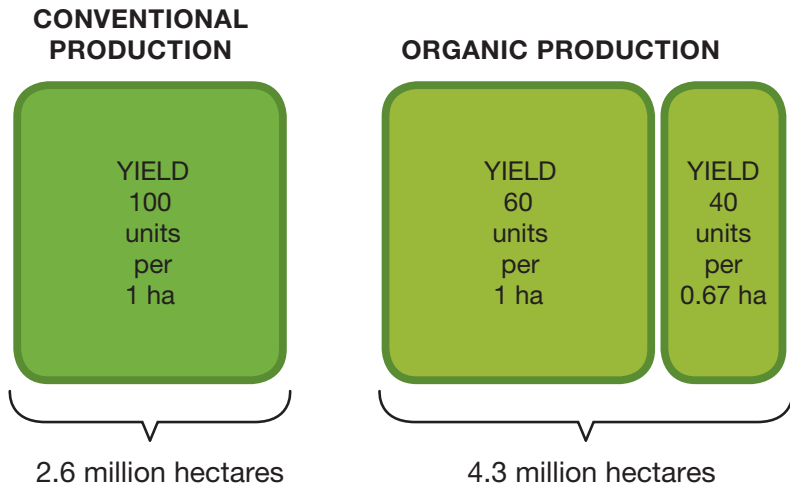 CONVENTIONAL
PRODUCTION
YIELD
100
units
per
1 ha
2.6 million hectares
ORGANIC PRODUCTION
YIELD
60
units
per
1 ha
YIELD
40
units
per
0.67 ha
4.3 million hectares